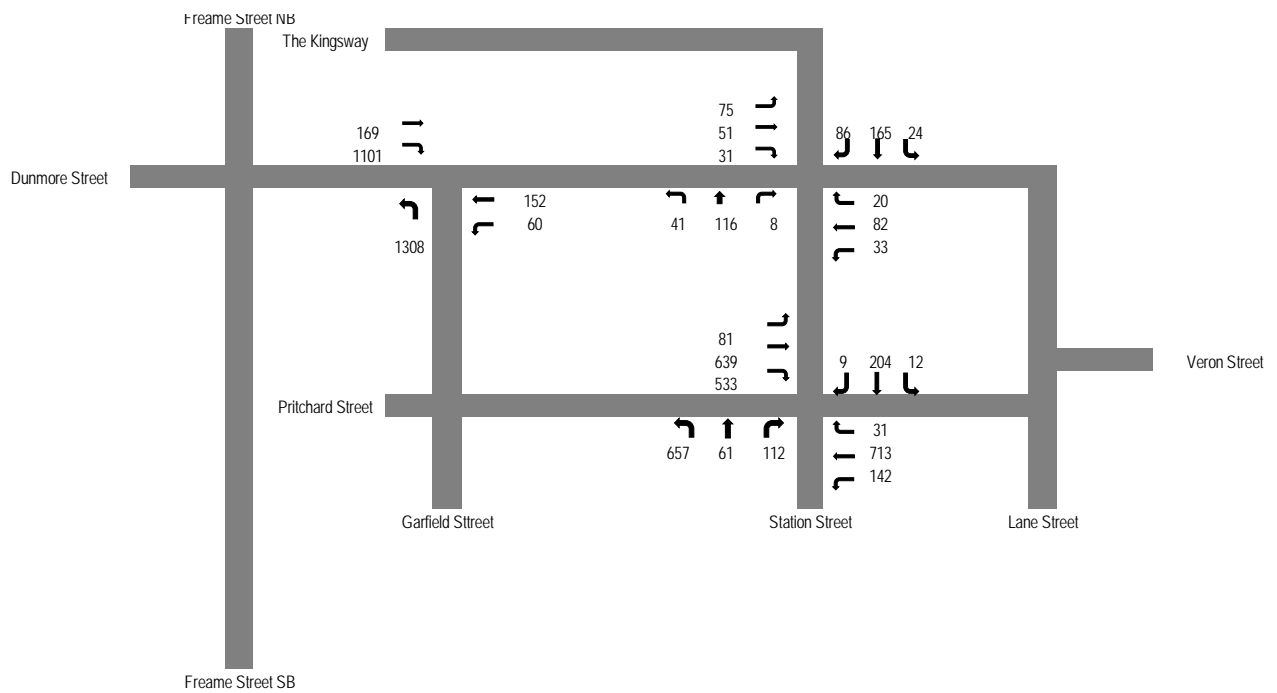 Freame Street NB
The Kingsway
75
51
31
86 165 24
169
1101
Dunmore Street
152
60
1308
41 116 8
20
82
33
81
639
533
9 204 12
Veron Street
Pritchard Street
657 61 112
31
713
142
Garfield Sttreet
Station Street
Lane Street
Freame Street SB